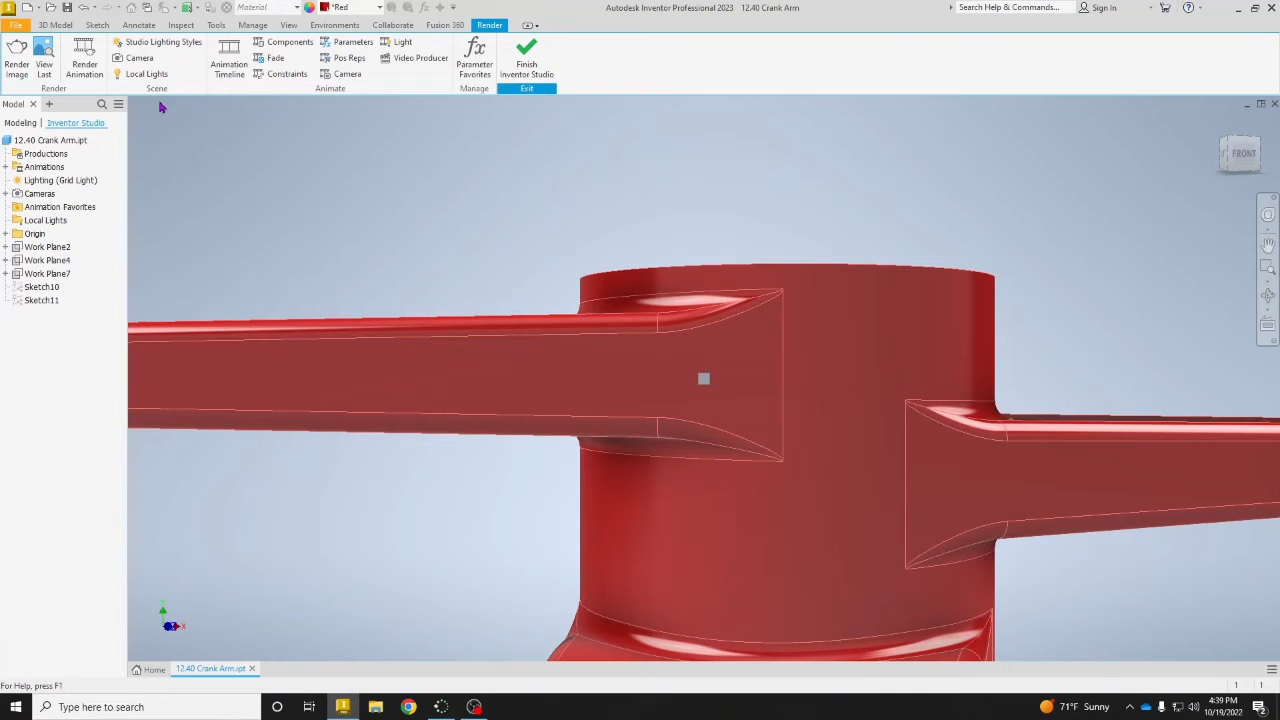 Material
*Red
Autodesk Inventor Professional 2023 12.40 Crank Arm
Search Help & Commands...
Sign In
File 3D Model Sketch Annotate Inspect Tools Manage View Environments Collaborate Fusion 360 Render
Render Image
View Last
Render Animation
Studio Lighting Styles
Camera
Local Lights
Animation Timeline
Components
Fade
Constraints
Parameters
Pos Reps
Camera
Light
Video Producer
Parameter Favorites
Finish Inventor Studio
Render Scene Animate Manage Exit
Model
Modeling Inventor Studio
12.40 Crank Arm.ipt
Productions
Animations
Lighting (Grid Light)
Cameras
Animation Favorites
Local Lights
Origin
Work Plane2
Work Plane4
Work Plane7
Sketch10
Sketch11
FRONT
X
Home 12.40 Crank Arm.ipt
For Help, press F1
1 1
Type here to search
71°F Sunny
4:39 PM
10/19/2022
2